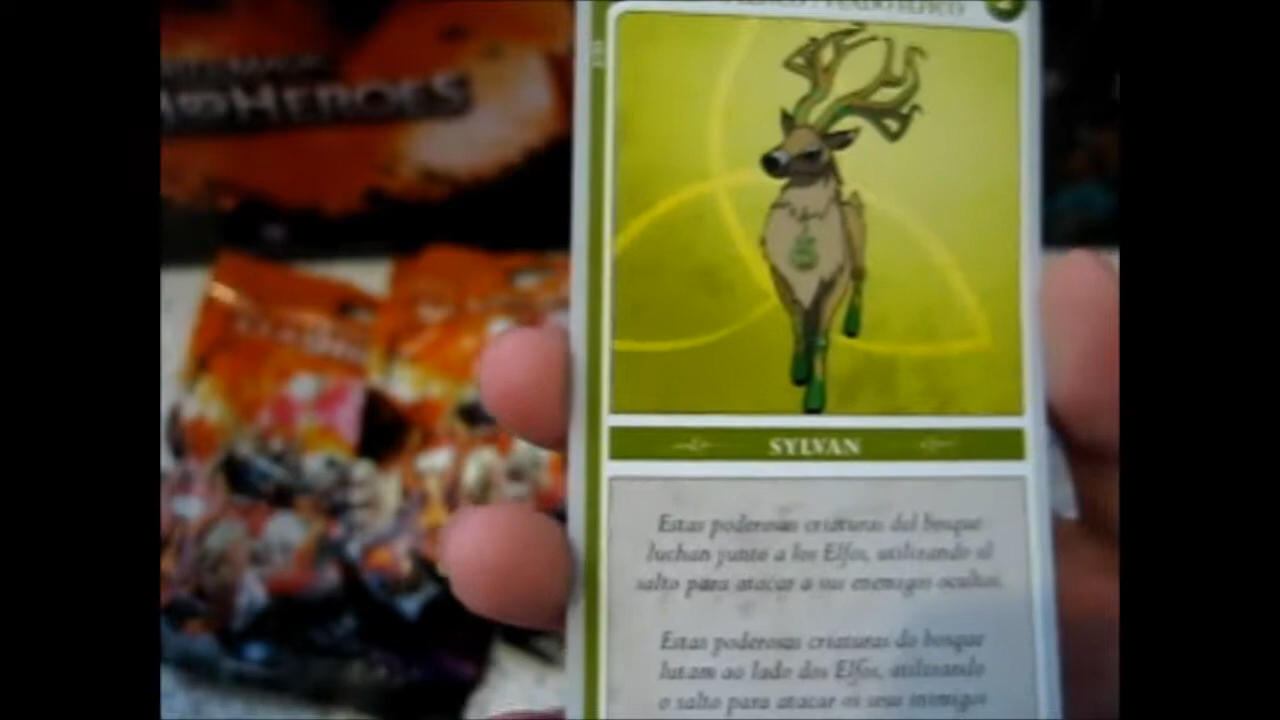 HEROES
SYLVAN
Estas poderosas criaturas del bosque
luchan junto a los Elfos, utilizando el
salto para atacar a sus enemigos ocultos.
Estas poderosas criaturas do bosque
lutam ao lado dos Elfos, utilizando
o salto para atacar os seus inimigos